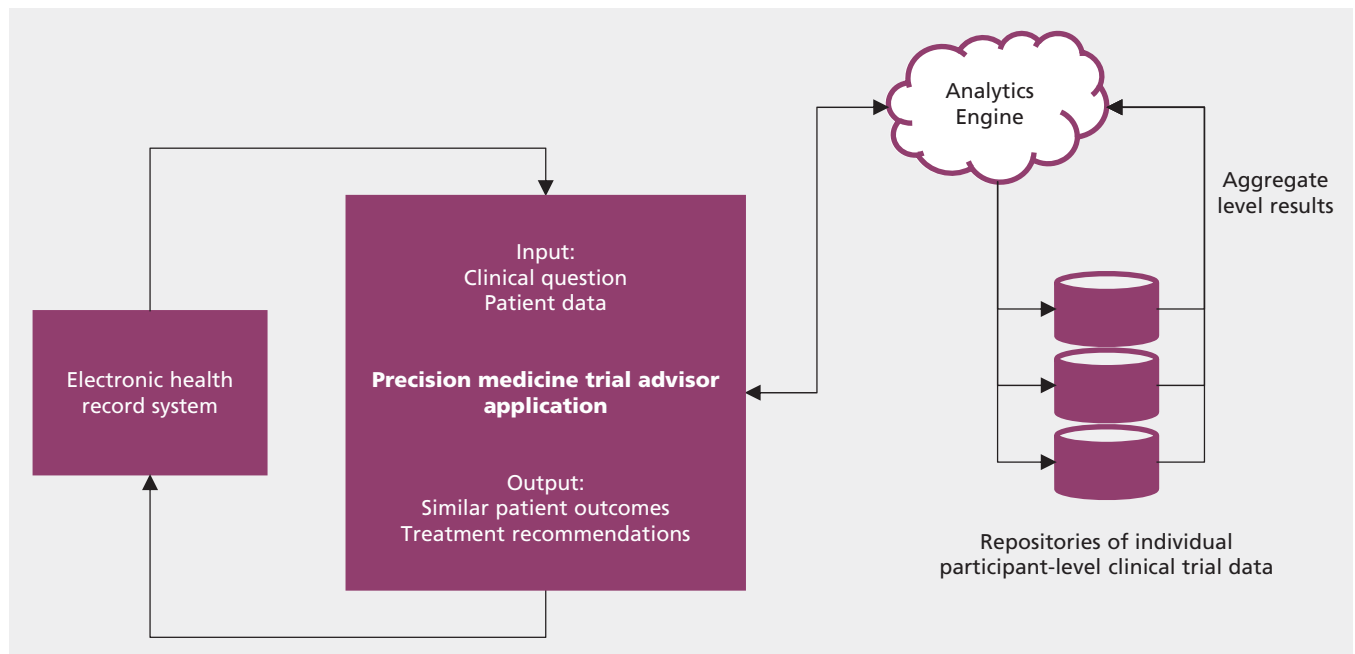 Analytics
Engine
Aggregate
level results
Input:
Clinical question
Patient data
Electronic health
record system
Precision medicine trial advisor
application
Output:
Similar patient outcomes
Treatment recommendations
Repositories of individual
participant-level clinical trial data